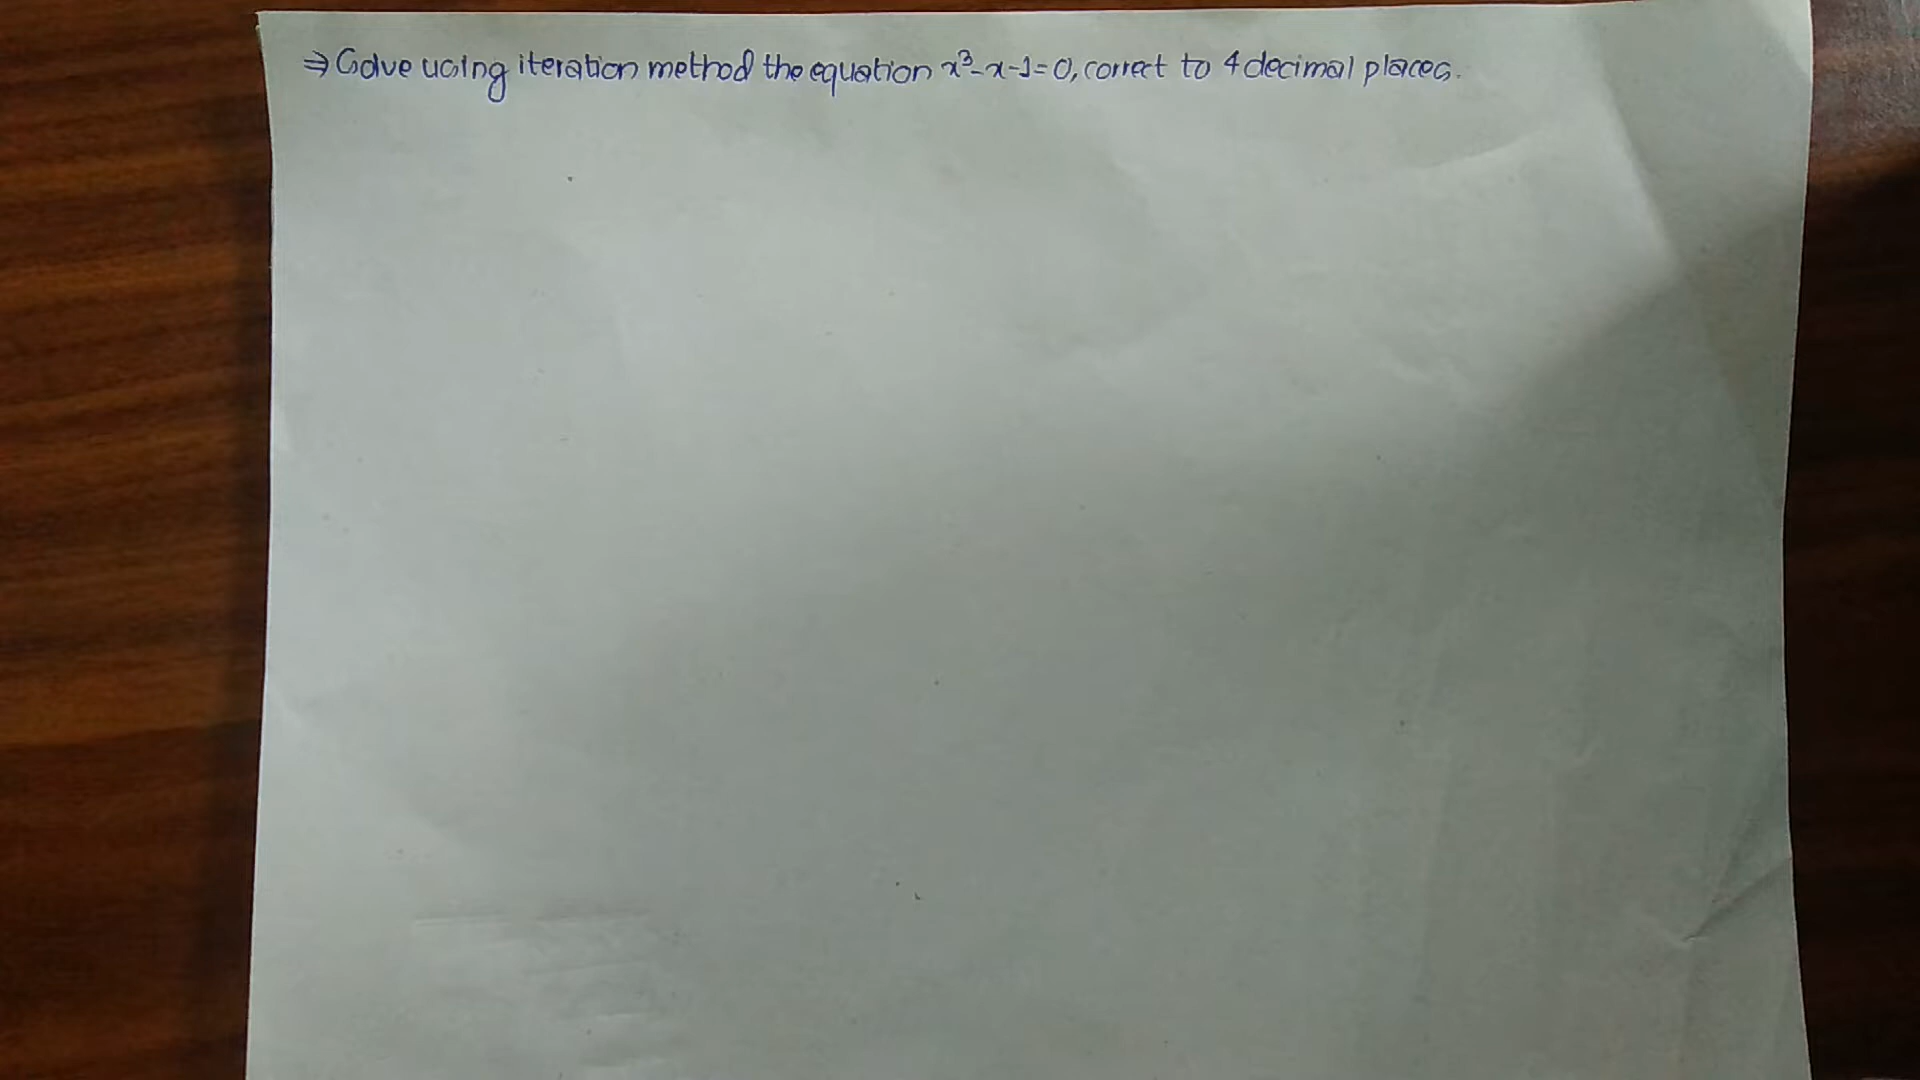 ⇒ Solve using iteration method the equation x³-x-1=0, correct to 4 decimal places.